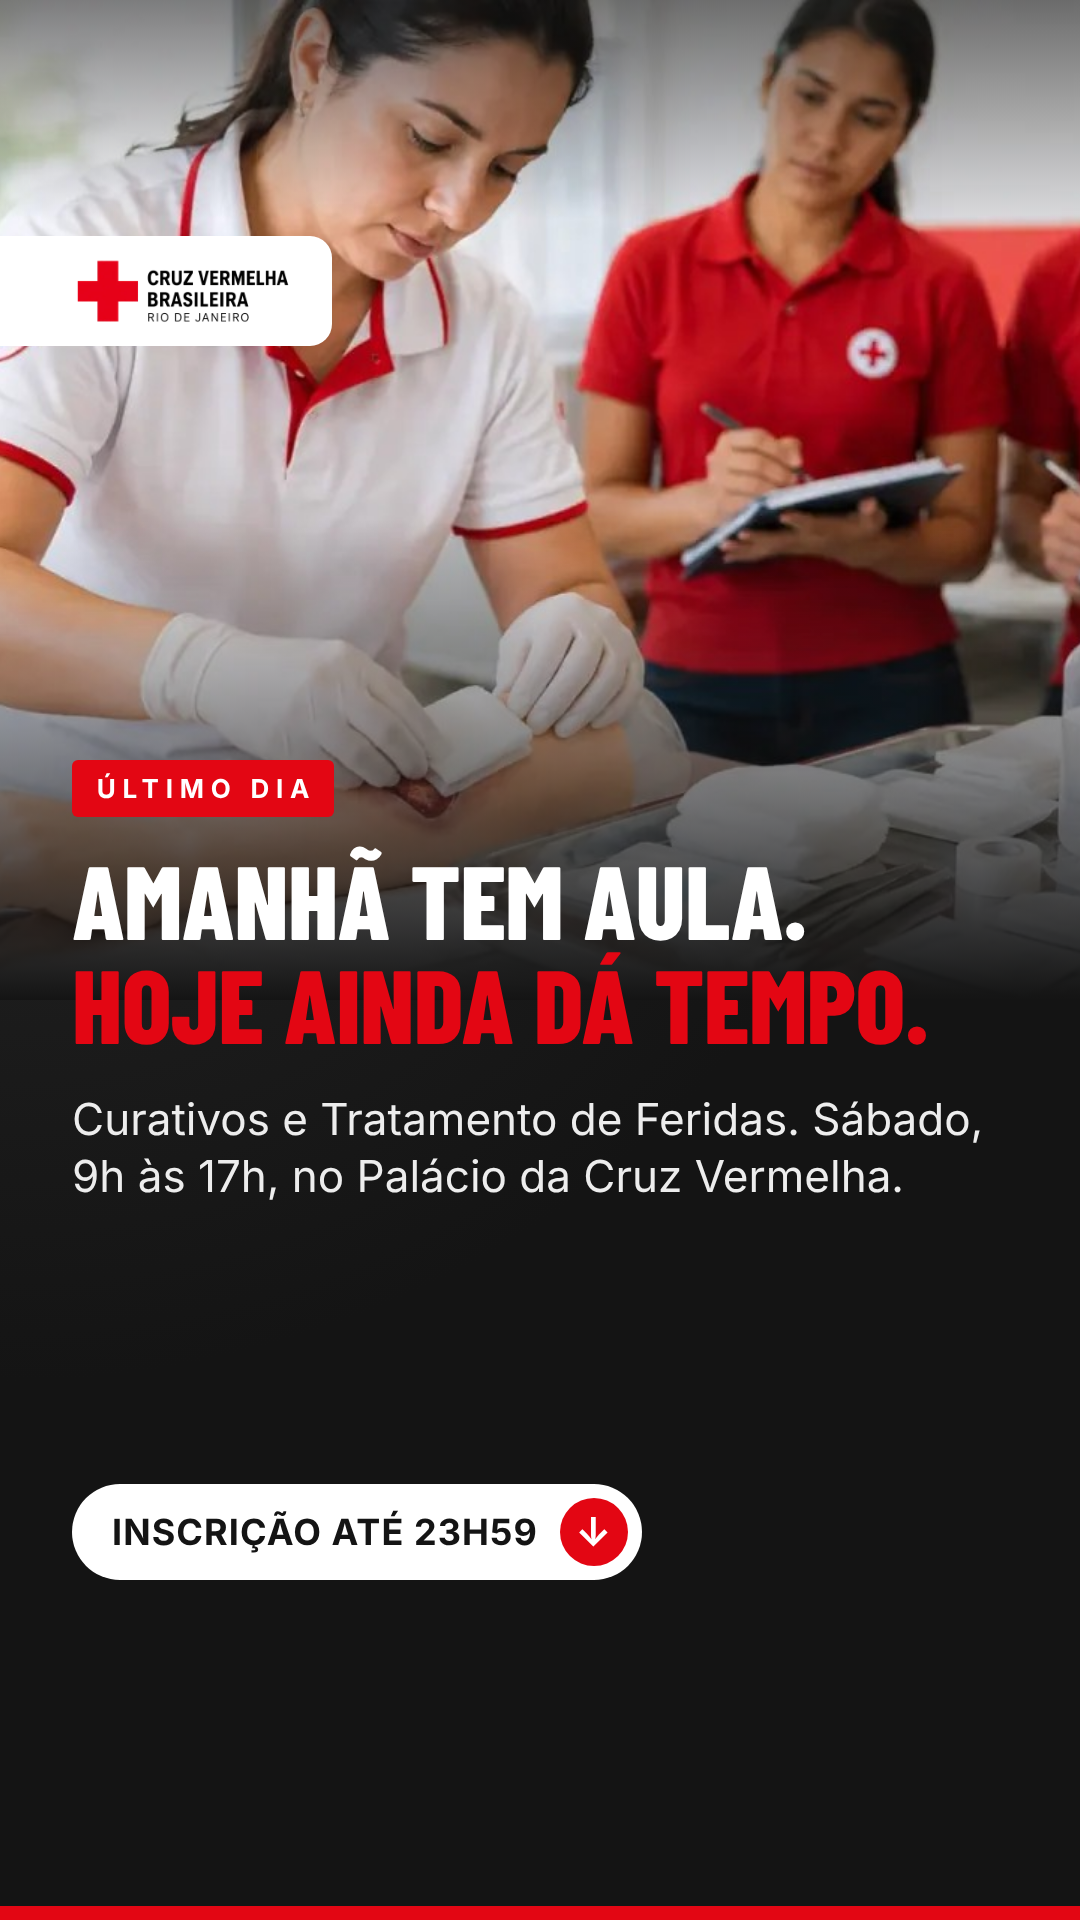 CRUZ VERMELHA
BRASILEIRA
RIO DE JANEIRO
ÚLTIMO DIA
AMANHÃ TEM AULA.
HOJE AINDA DÁ TEMPO.
Curativos e Tratamento de Feridas. Sábado,
9h às 17h, no Palácio da Cruz Vermelha.
INSCRIÇÃO ATÉ 23H59